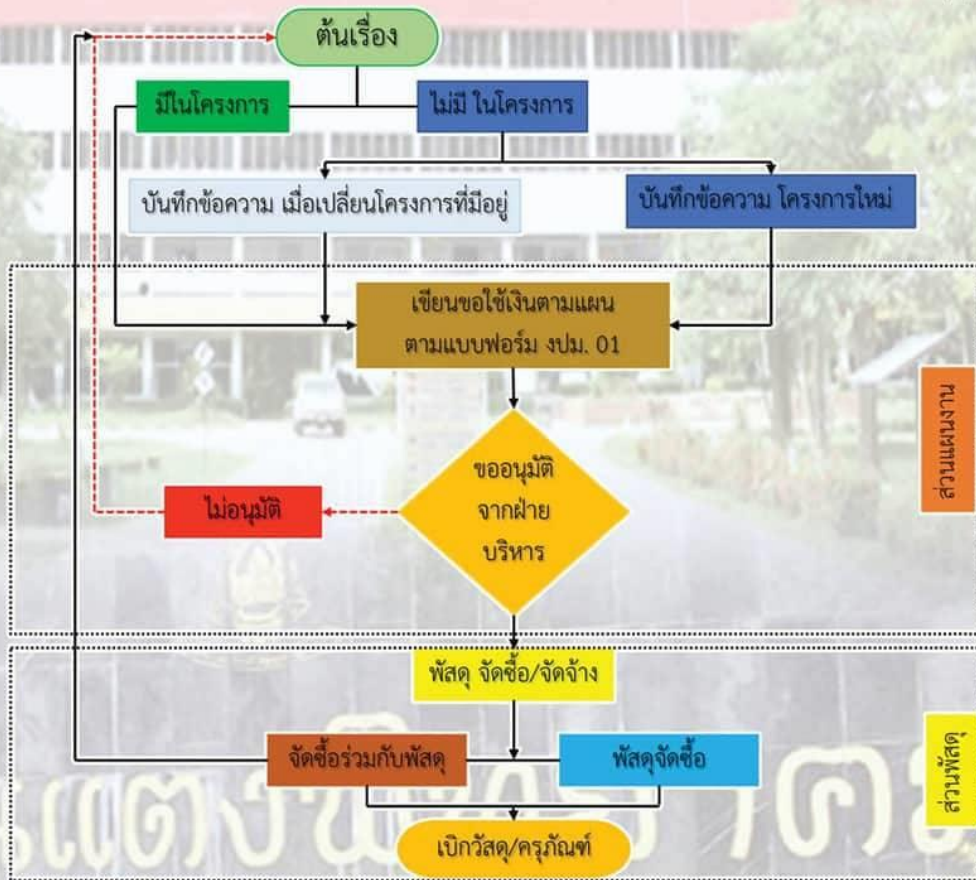 ต้นเรื่อง
มีในโครงการ
ไม่มี ในโครงการ
บันทึกข้อความ เมื่อเปลี่ยนโครงการที่มีอยู่
บันทึกข้อความ โครงการใหม่
เขียนขอใช้เงินตามแผน
ตามแบบฟอร์ม งปม. 01
ส่วนแผนงาน
ขออนุมัติ
จากฝ่าย
บริหาร
ไม่อนุมัติ
พัสดุ จัดซื้อ/จัดจ้าง
จัดซื้อร่วมกับพัสดุ
พัสดุจัดซื้อ
ส่วนพัสดุ
เบิกวัสดุ/ครุภัณฑ์